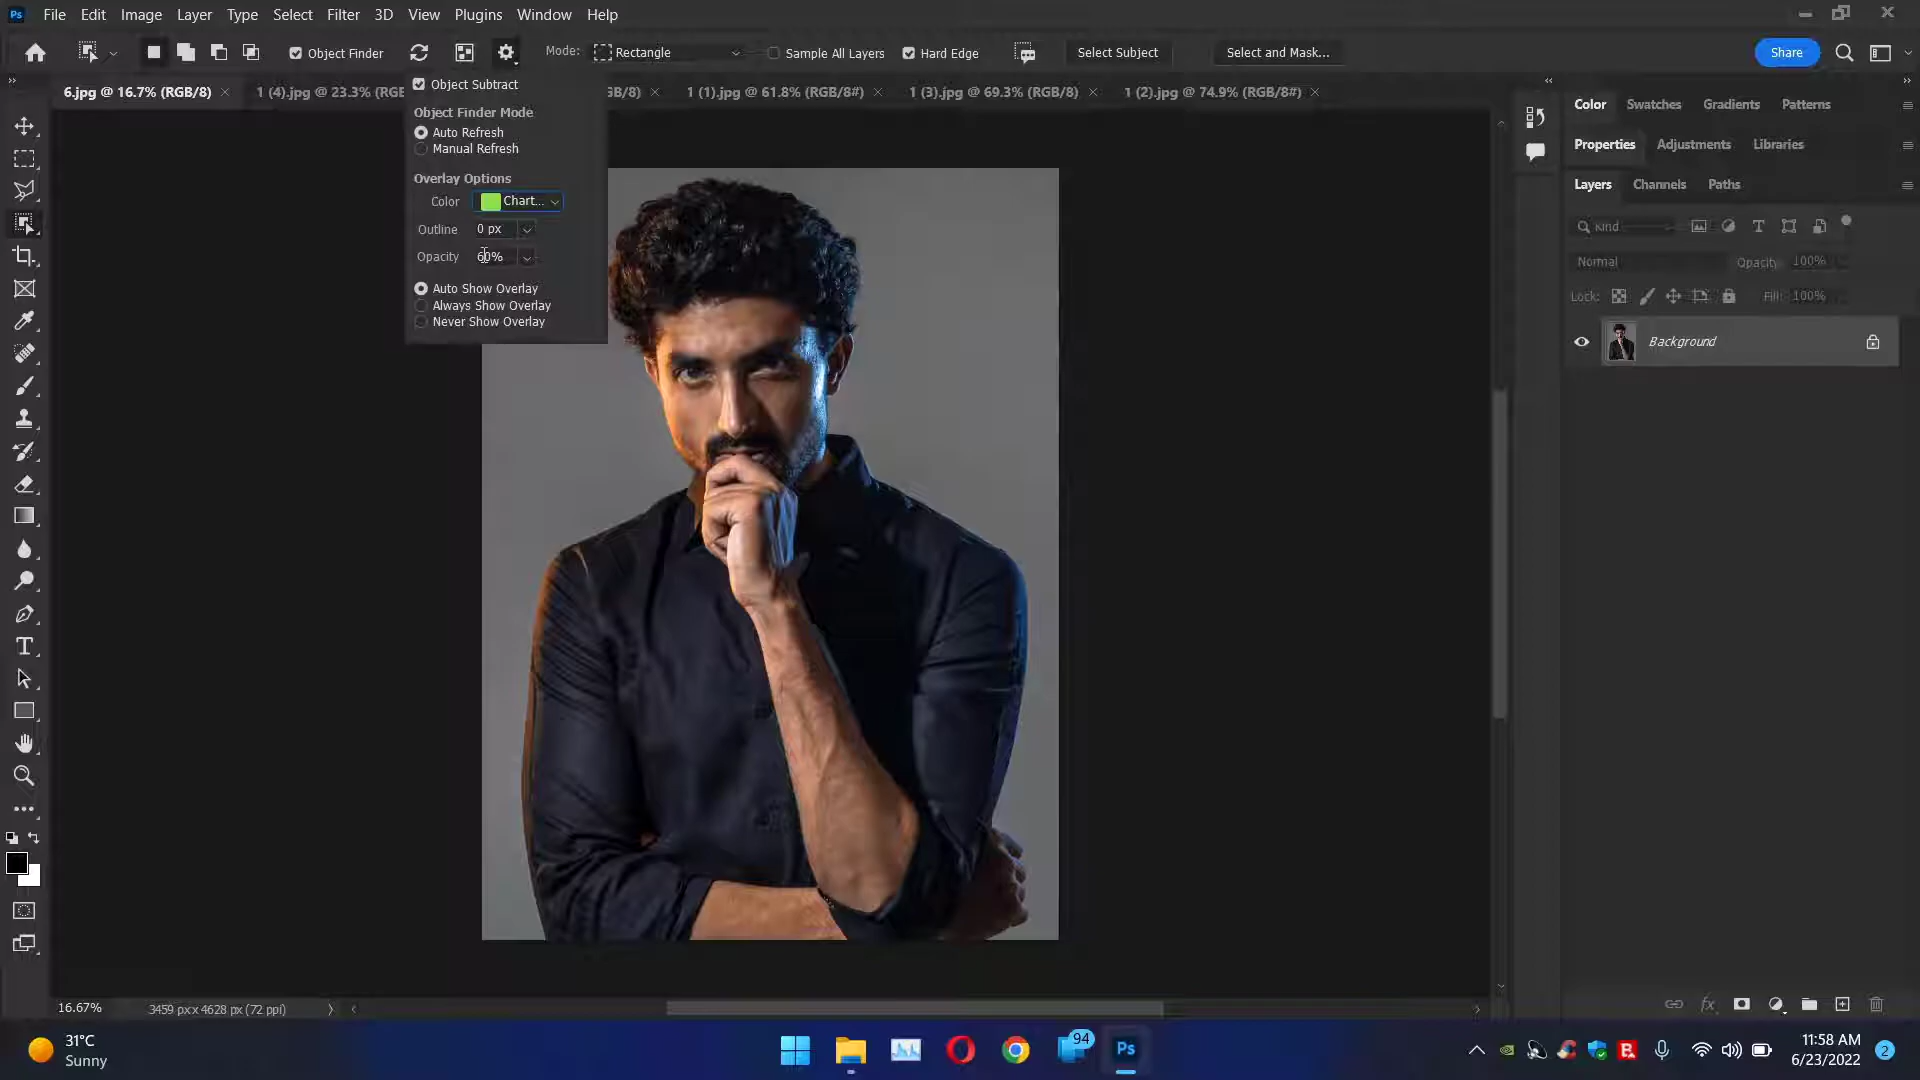 Ps File Edit Image Layer Type Select Filter 3D View Plugins Window Help
Object Finder Mode: Rectangle Sample All Layers Hard Edge Select Subject Select and Mask... Share
6.jpg @ 16.7% (RGB/8) 1 (4).jpg @ 23.3% (RGB GB/8) 1 (1).jpg @ 61.8% (RGB/8#) 1 (3).jpg @ 69.3% (RGB/8) 1 (2).jpg @ 74.9% (RGB/8#)
Object Subtract
Object Finder Mode
Auto Refresh
Manual Refresh
Overlay Options
Color Chart...
Outline 0 px
Opacity 60%
Auto Show Overlay
Always Show Overlay
Never Show Overlay
Color Swatches Gradients Patterns
Properties Adjustments Libraries
Layers Channels Paths
Kind
Normal Opacity: 100%
Lock: Fill: 100%
Background
16.67% 3459 px x 4628 px (72 ppi)
31°C
Sunny
94
Ps
11:58 AM
6/23/2022
2